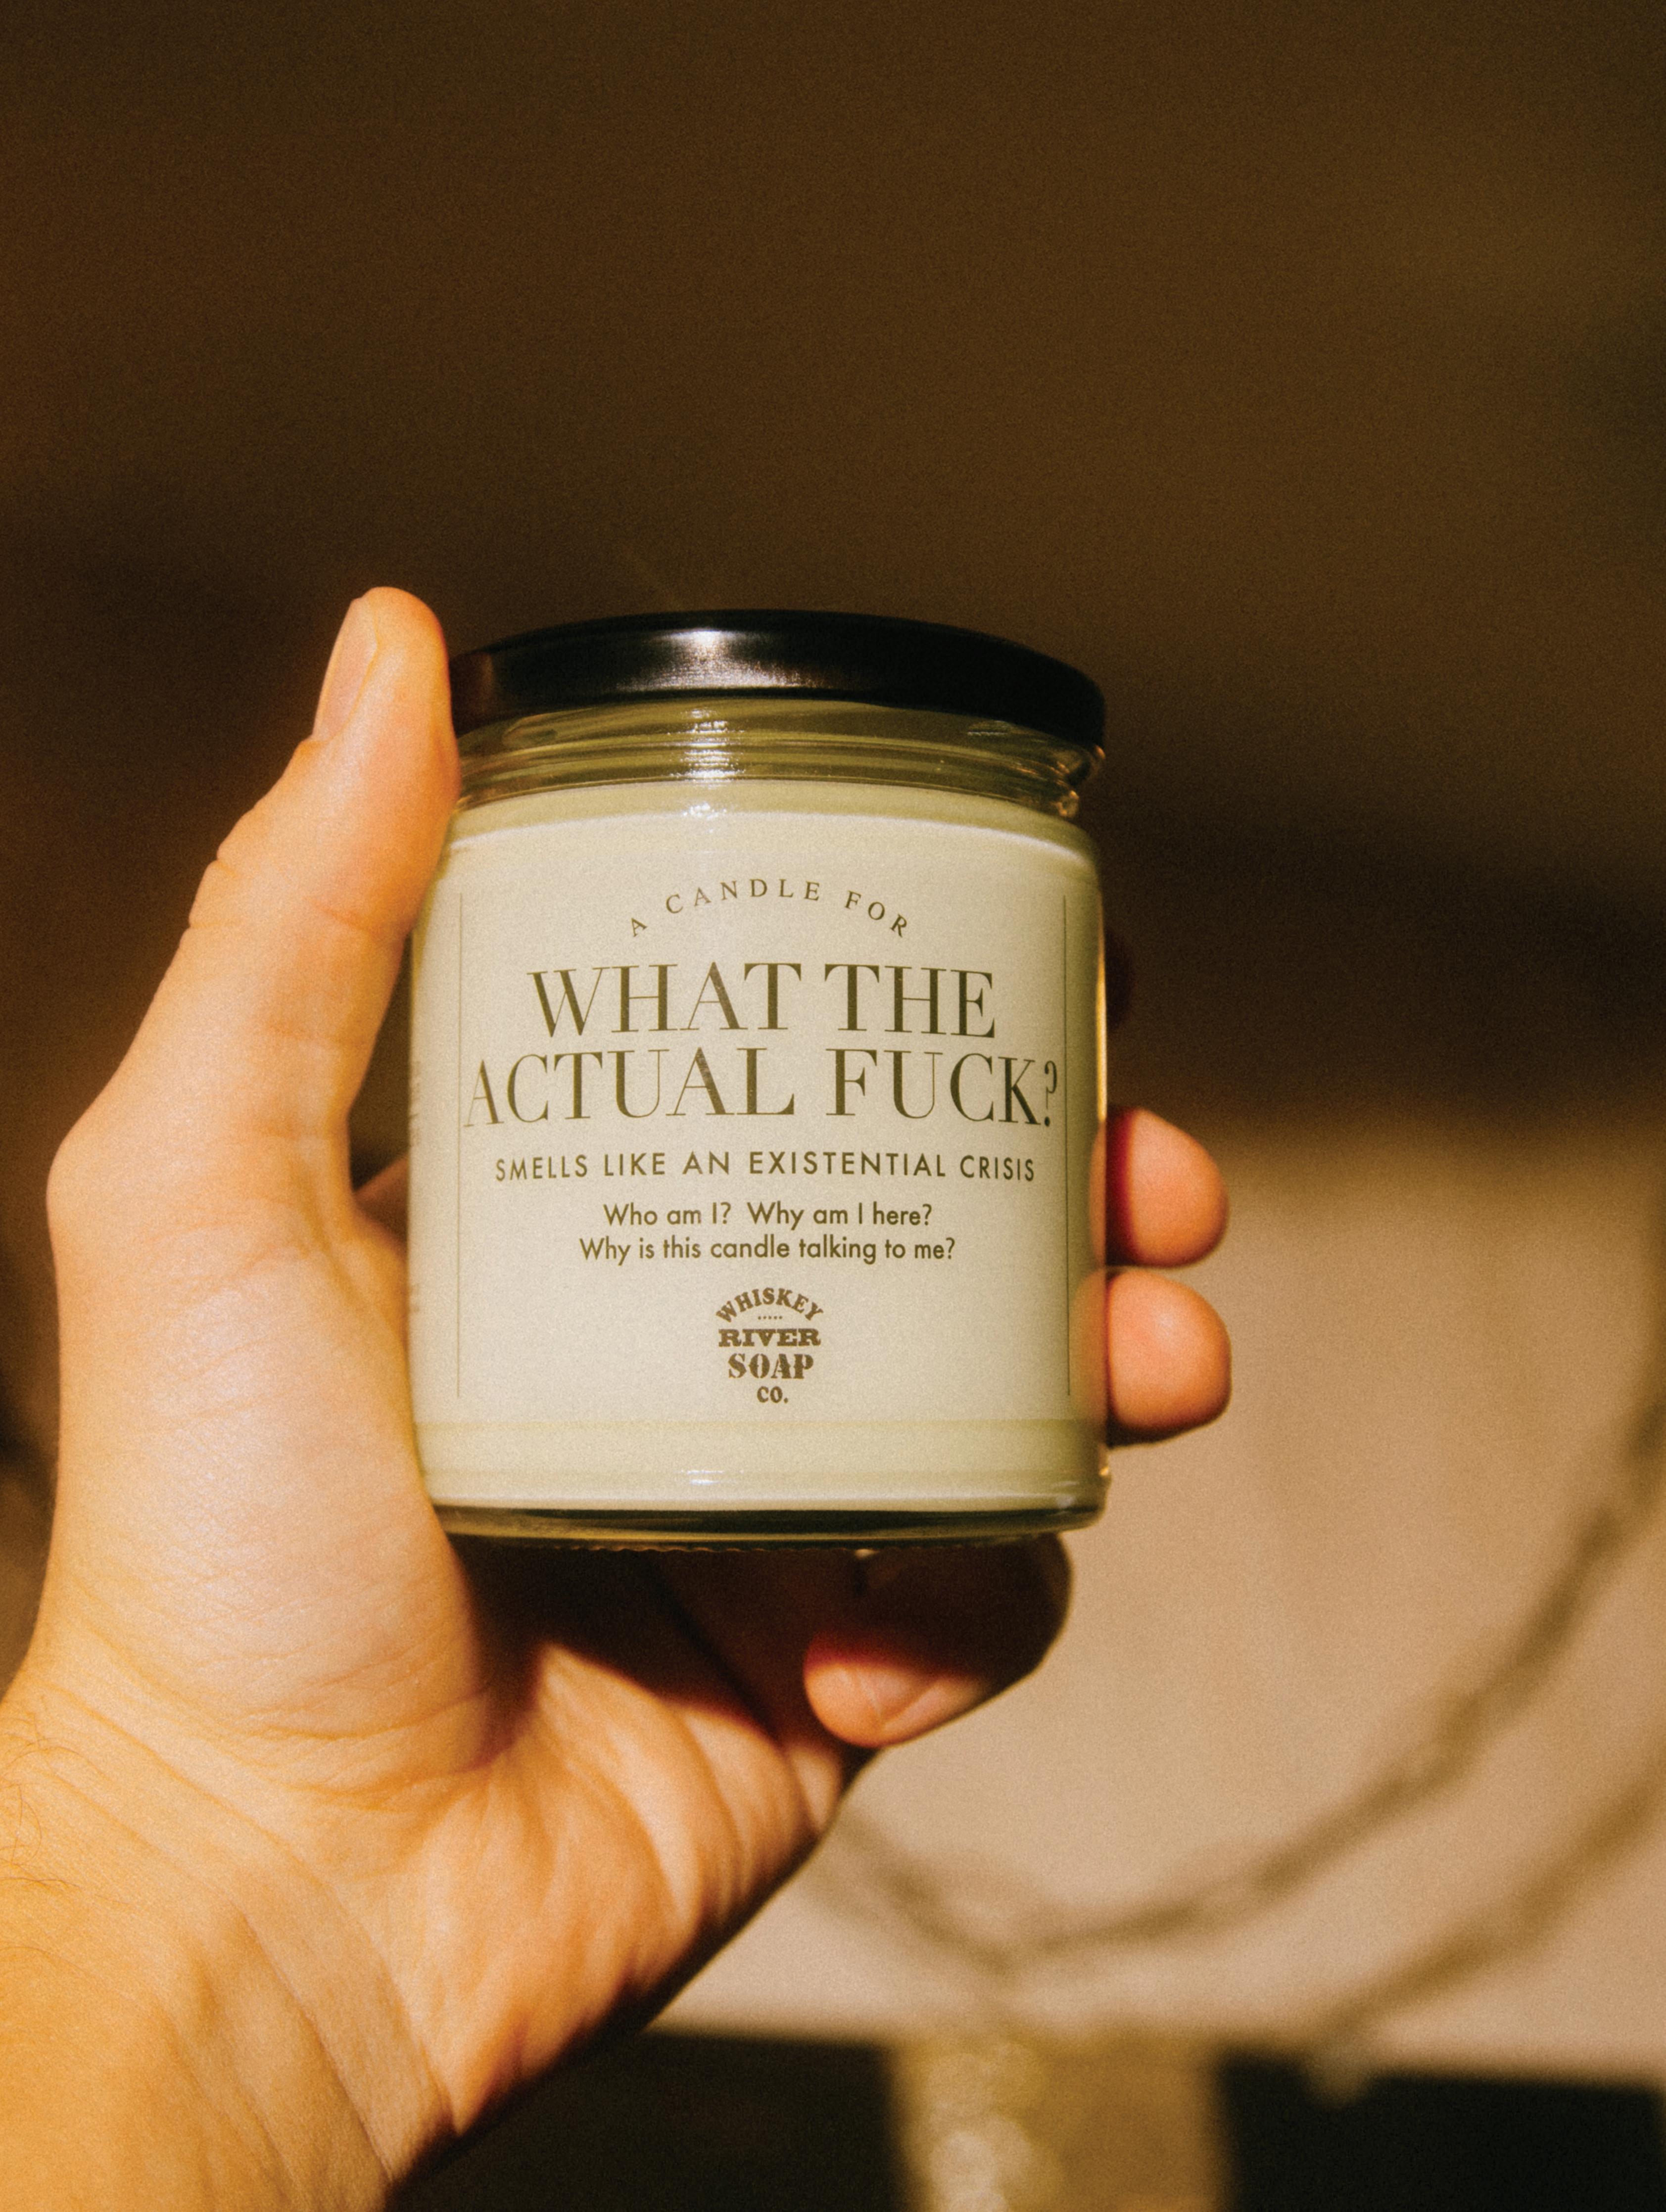 A CANDLE FOR
WHAT THE
ACTUAL FUCK?
SMELLS LIKE AN EXISTENTIAL CRISIS
Who am I? Why am I here?
Why is this candle talking to me?
WHISKEY
RIVER
SOAP
CO.